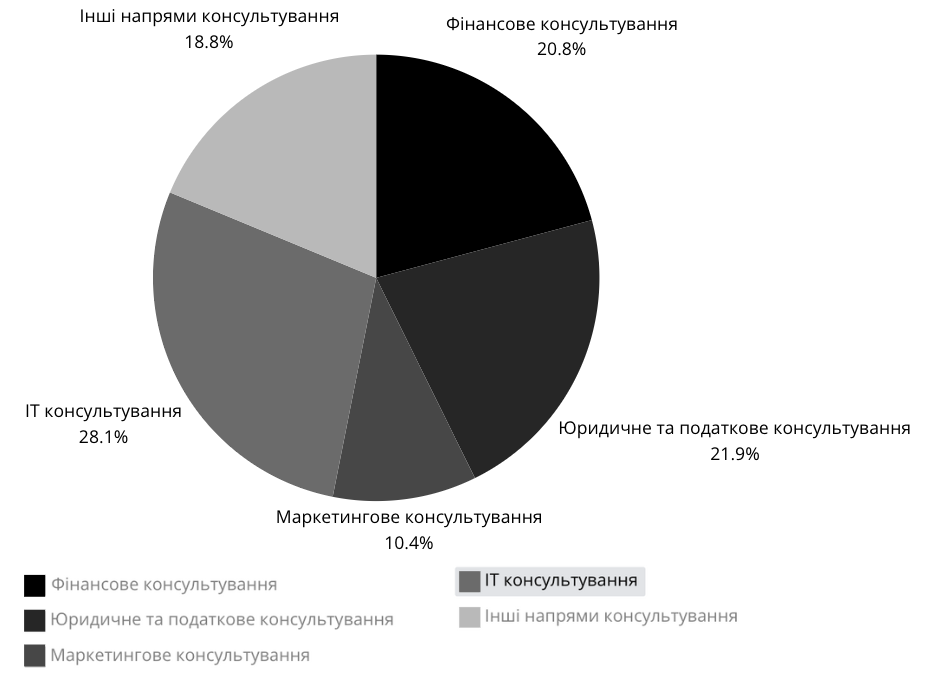 Інші напрями консультування
18.8%
Фінансове консультування
20.8%
ІТ консультування
28.1%
Юридичне та податкове консультування
21.9%
Маркетингове консультування
10.4%
Фінансове консультування
Юридичне та податкове консультування
Маркетингове консультування
ІТ консультування
Інші напрями консультування